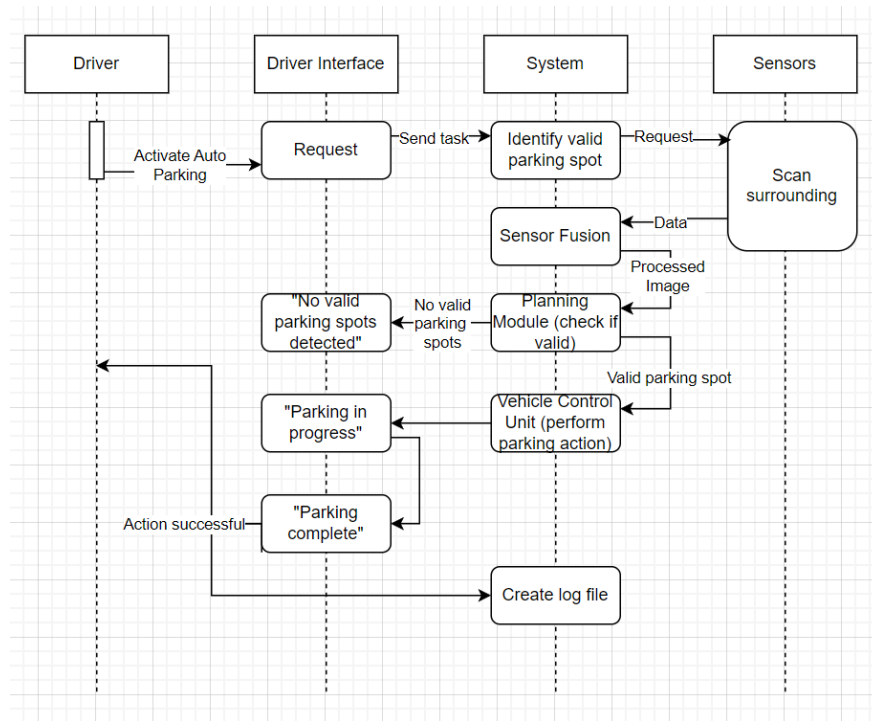 Driver
Driver Interface
System
Sensors
Activate Auto
Parking
Request
Send task
Identify valid
parking spot
Request
Scan
surrounding
Data
Sensor Fusion
Processed
Image
"No valid
parking spots
detected"
No valid
parking
spots
Planning
Module (check if
valid)
Valid parking spot
"Parking in
progress"
Vehicle Control
Unit (perform
parking action)
Action successful
"Parking
complete"
Create log file